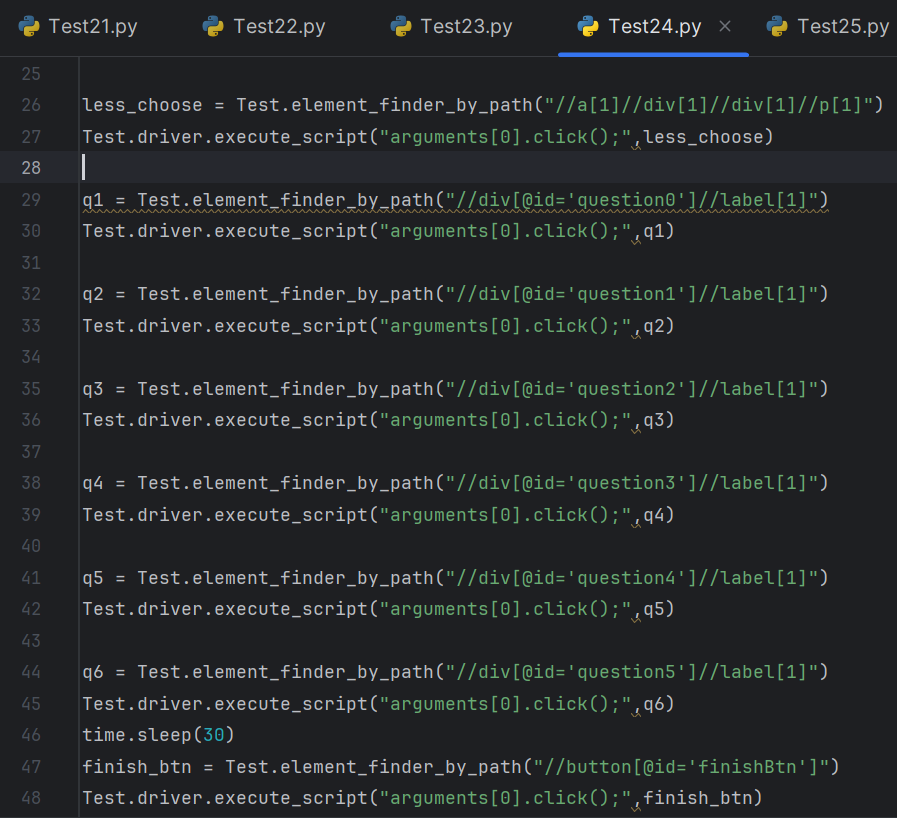 Test21.py Test22.py Test23.py Test24.py × Test25.py
25
26 less_choose = Test.element_finder_by_path("//a[1]//div[1]//div[1]//p[1]")
27 Test.driver.execute_script("arguments[0].click();",less_choose)
28
29 q1 = Test.element_finder_by_path("//div[@id='question0']//label[1]")
30 Test.driver.execute_script("arguments[0].click();",q1)
31
32 q2 = Test.element_finder_by_path("//div[@id='question1']//label[1]")
33 Test.driver.execute_script("arguments[0].click();",q2)
34
35 q3 = Test.element_finder_by_path("//div[@id='question2']//label[1]")
36 Test.driver.execute_script("arguments[0].click();",q3)
37
38 q4 = Test.element_finder_by_path("//div[@id='question3']//label[1]")
39 Test.driver.execute_script("arguments[0].click();",q4)
40
41 q5 = Test.element_finder_by_path("//div[@id='question4']//label[1]")
42 Test.driver.execute_script("arguments[0].click();",q5)
43
44 q6 = Test.element_finder_by_path("//div[@id='question5']//label[1]")
45 Test.driver.execute_script("arguments[0].click();",q6)
46 time.sleep(30)
47 finish_btn = Test.element_finder_by_path("//button[@id='finishBtn']")
48 Test.driver.execute_script("arguments[0].click();",finish_btn)